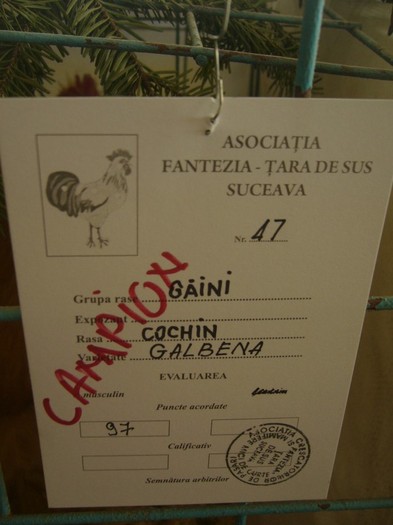 ASOCIAȚIA
FANTEZIA - ȚARA DE SUS
SUCEAVA
Nr. 47
Grupa rase GĂINI
Expozant
Rasa COCHIN
Varietate GALBENA
CAMPION
EVALUAREA
masculin
Puncte acordate
97
Calificativ
Semnătura arbitrilor